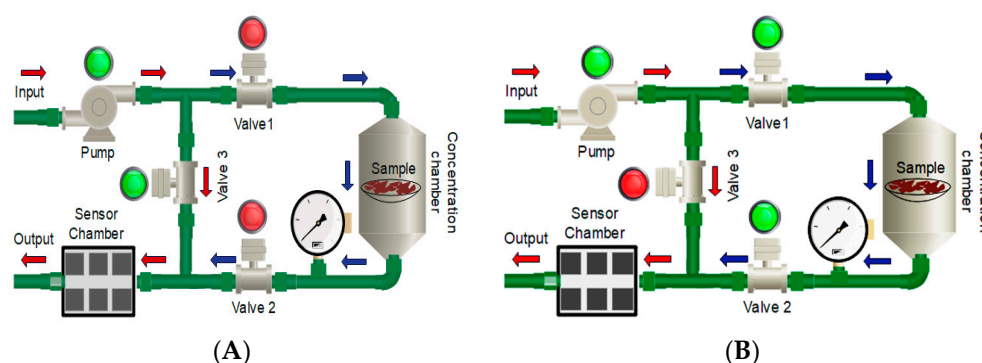 Input
Pump
Valve1
Valve 3
Sample
Concentration
chamber
Sensor
Chamber
Output
Valve 2
(A)
Input
Pump
Valve1
Valve 3
Sample
chamber
Sensor
Chamber
Output
Valve 2
(B)